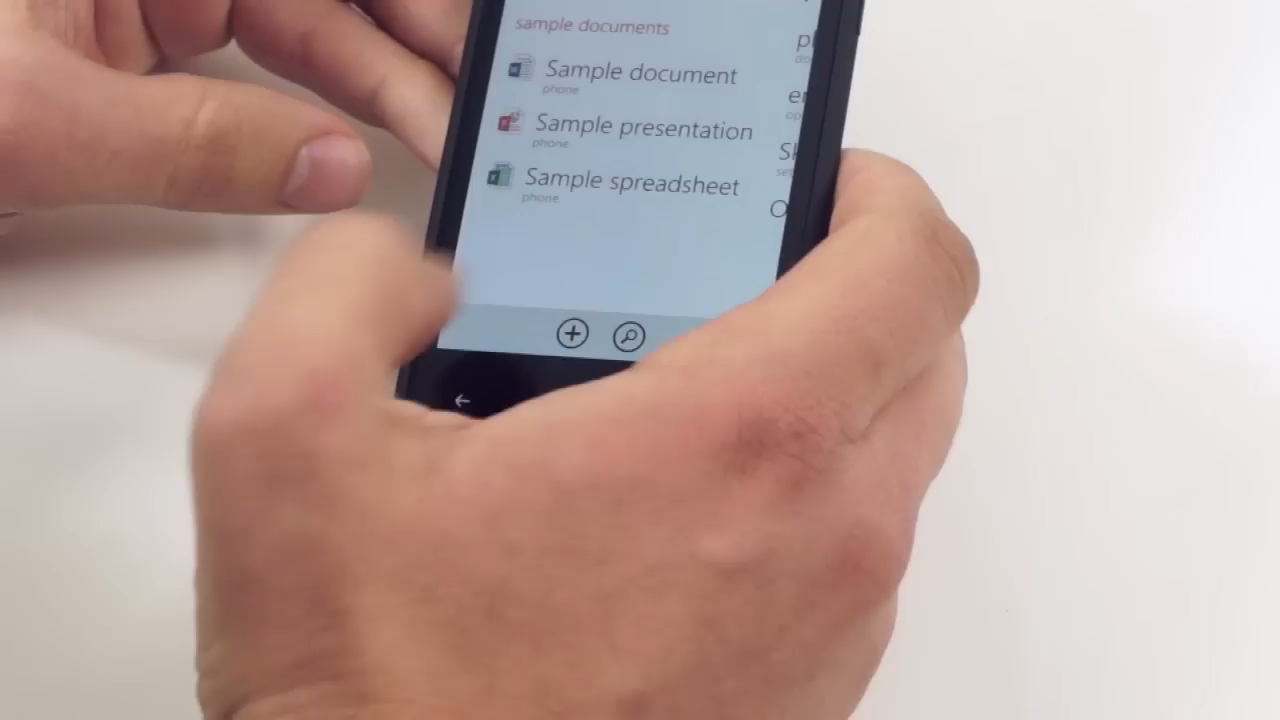 sample documents
Sample document
phone
Sample presentation
phone
Sample spreadsheet
phone